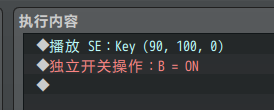 执行内容
◆播放 SE：Key (90, 100, 0)
◆独立开关操作：B = ON
◆